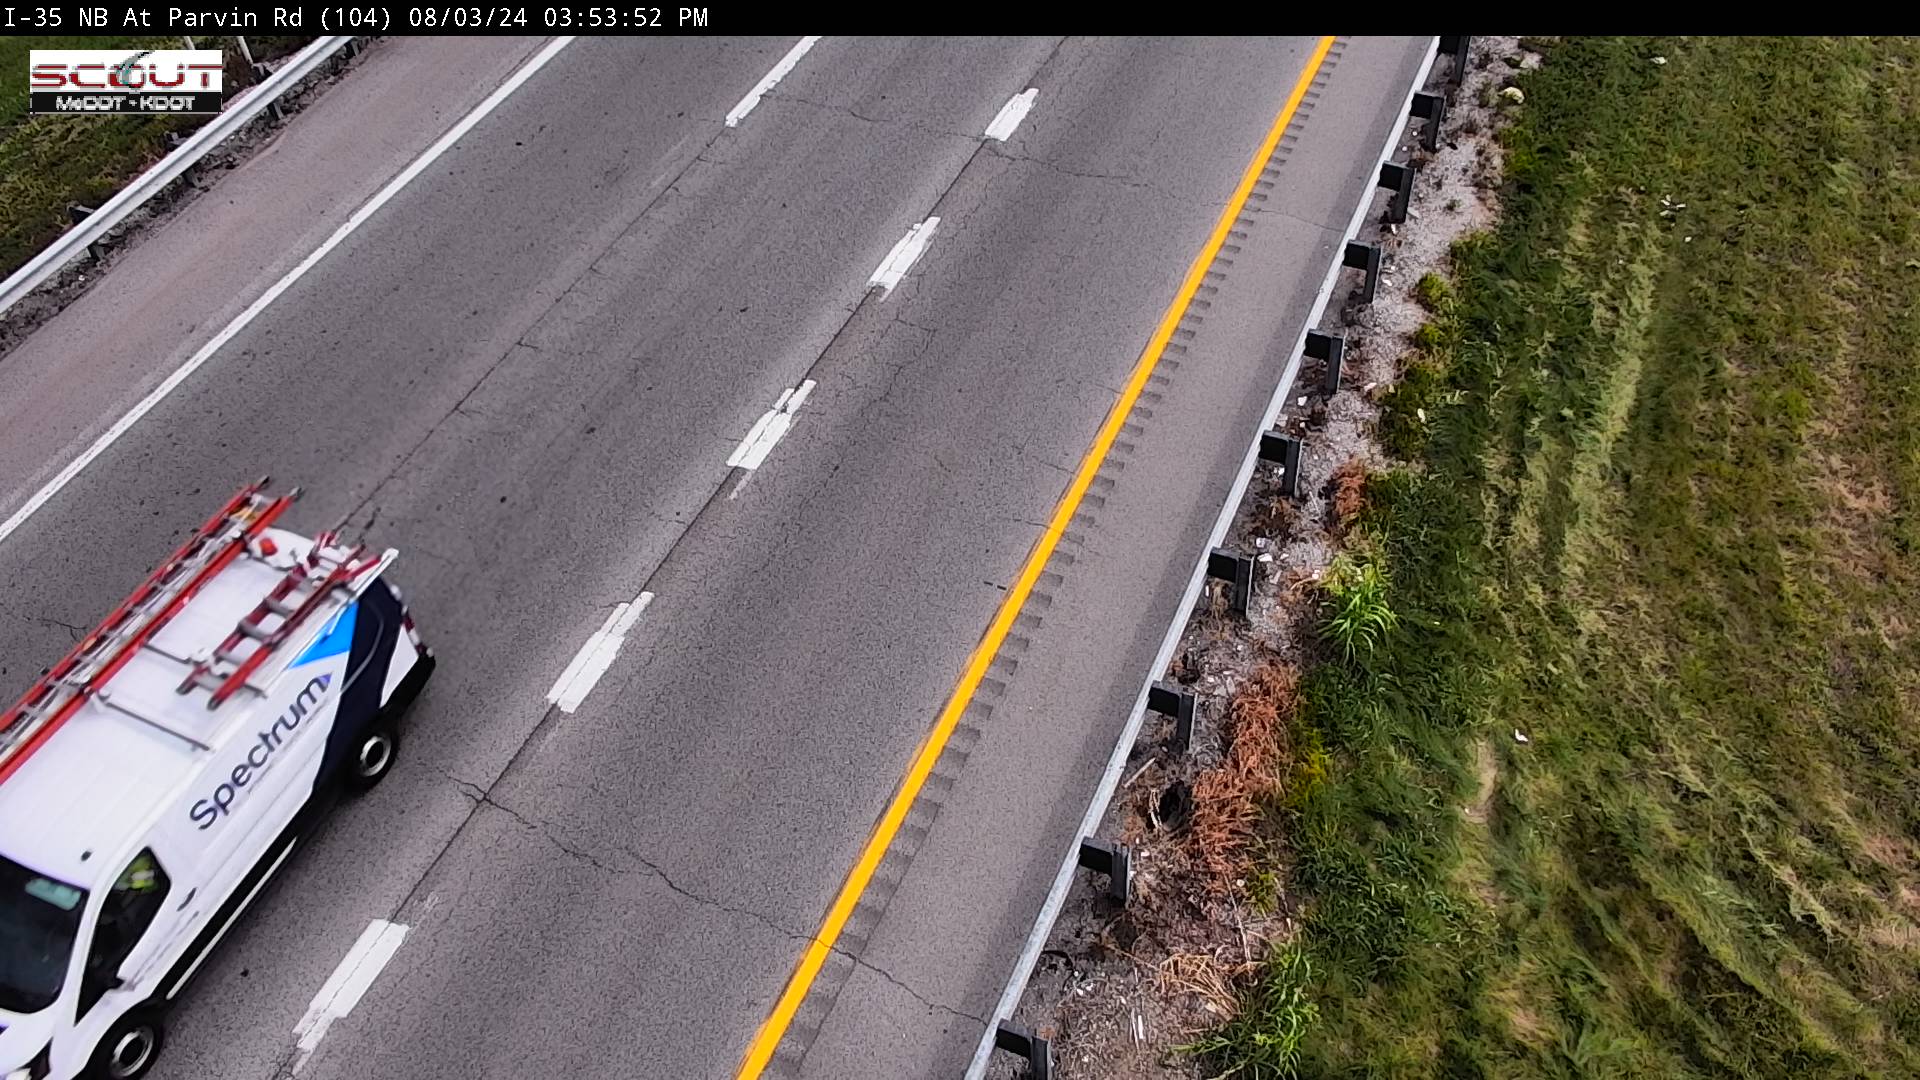 I-35 NB At Parvin Rd (104) 08/03/24 03:53:52 PM
SCOUT
MoDOT - KDOT
Spectrum